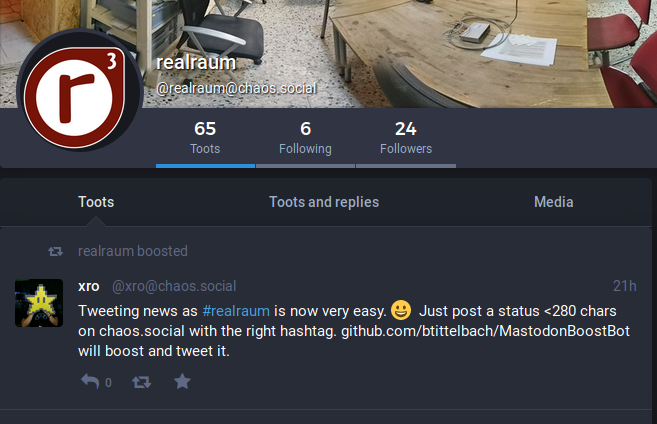 r3
realraum
@realraum@chaos.social
65 6 24
Toots Following Followers
Toots Toots and replies Media
realraum boosted
xro @xro@chaos.social 21h
Tweeting news as #realraum is now very easy. 😀 Just post a status <280 chars
on chaos.social with the right hashtag. github.com/btittelbach/MastodonBoostBot
will boost and tweet it.
0